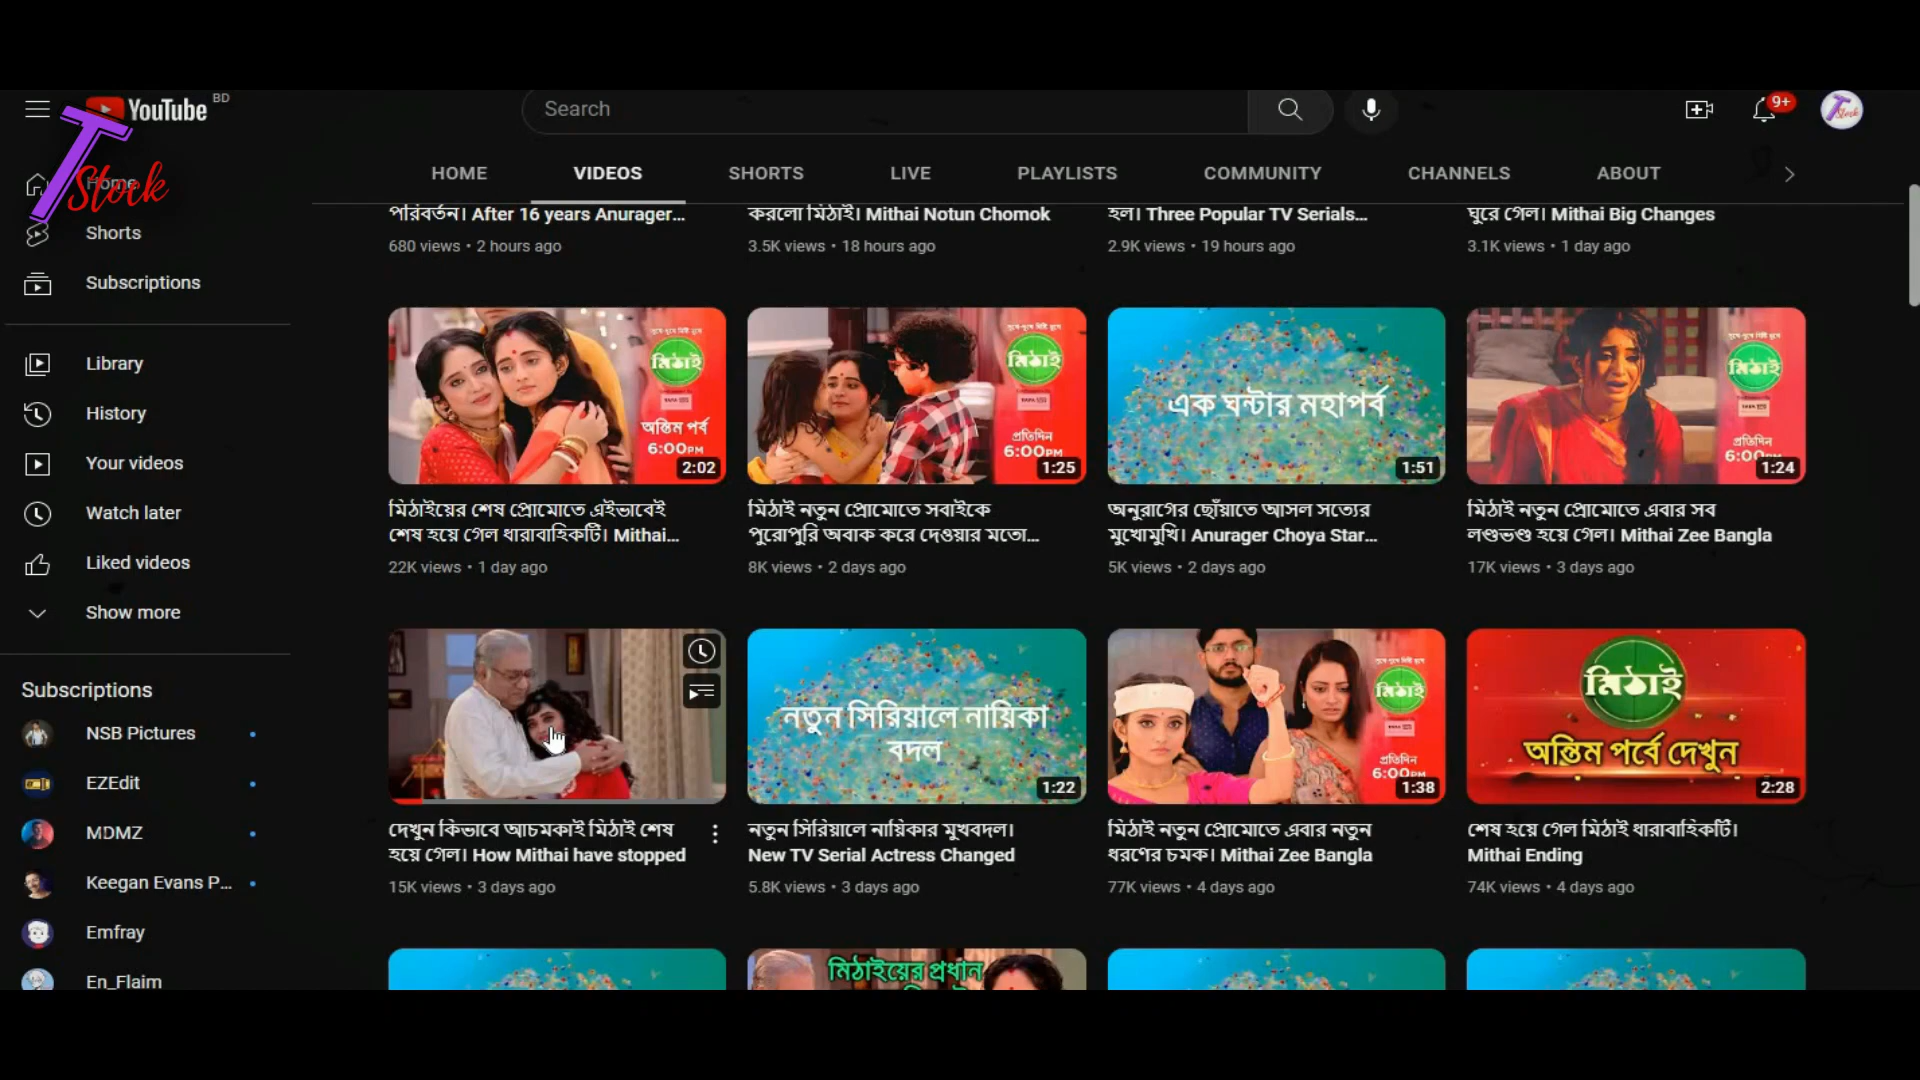 YouTube BD
Search
9+
T Stock
Home
Shorts
Subscriptions
Library
History
Your videos
Watch later
Liked videos
Show more
Subscriptions
NSB Pictures
EZEdit
MDMZ
Keegan Evans P...
Emfray
En_Flaim
HOME
VIDEOS
SHORTS
LIVE
PLAYLISTS
COMMUNITY
CHANNELS
ABOUT
পরিবর্তন। After 16 years Anurager...
680 views • 2 hours ago
করলো মিঠাই। Mithai Notun Chomok
3.5K views • 18 hours ago
হল। Three Popular TV Serials...
2.9K views • 19 hours ago
ঘুরে গেল। Mithai Big Changes
3.1K views • 1 day ago
মিঠাই
অন্তিম পর্ব
6:00PM
2:02
মিঠাইয়ের শেষ প্রোমোতে এইভাবেই
শেষ হয়ে গেল ধারাবাহিকটি। Mithai...
22K views • 1 day ago
মিঠাই
প্রতিদিন
6:00PM
1:25
মিঠাই নতুন প্রোমোতে সবাইকে
পুরোপুরি অবাক করে দেওয়ার মতো...
8K views • 2 days ago
এক ঘন্টার মহাপর্ব
1:51
অনুরাগের ছোঁয়াতে আসল সত্যের
মুখোমুখি। Anurager Choya Star...
5K views • 2 days ago
মিঠাই
প্রতিদিন
6:00PM
1:24
মিঠাই নতুন প্রোমোতে এবার সব
লণ্ডভণ্ড হয়ে গেল। Mithai Zee Bangla
17K views • 3 days ago
দেখুন কিভাবে আচমকাই মিঠাই শেষ
হয়ে গেল। How Mithai have stopped
15K views • 3 days ago
নতুন সিরিয়ালে নায়িকা
বদল
1:22
নতুন সিরিয়ালে নায়িকার মুখবদল।
New TV Serial Actress Changed
5.8K views • 3 days ago
মিঠাই
প্রতিদিন
6:00PM
1:38
মিঠাই নতুন প্রোমোতে এবার নতুন
ধরণের চমক। Mithai Zee Bangla
77K views • 4 days ago
মিঠাই
অন্তিম পর্বে দেখুন
2:28
শেষ হয়ে গেল মিঠাই ধারাবাহিকটি।
Mithai Ending
74K views • 4 days ago
মিঠাইয়ের প্রধান